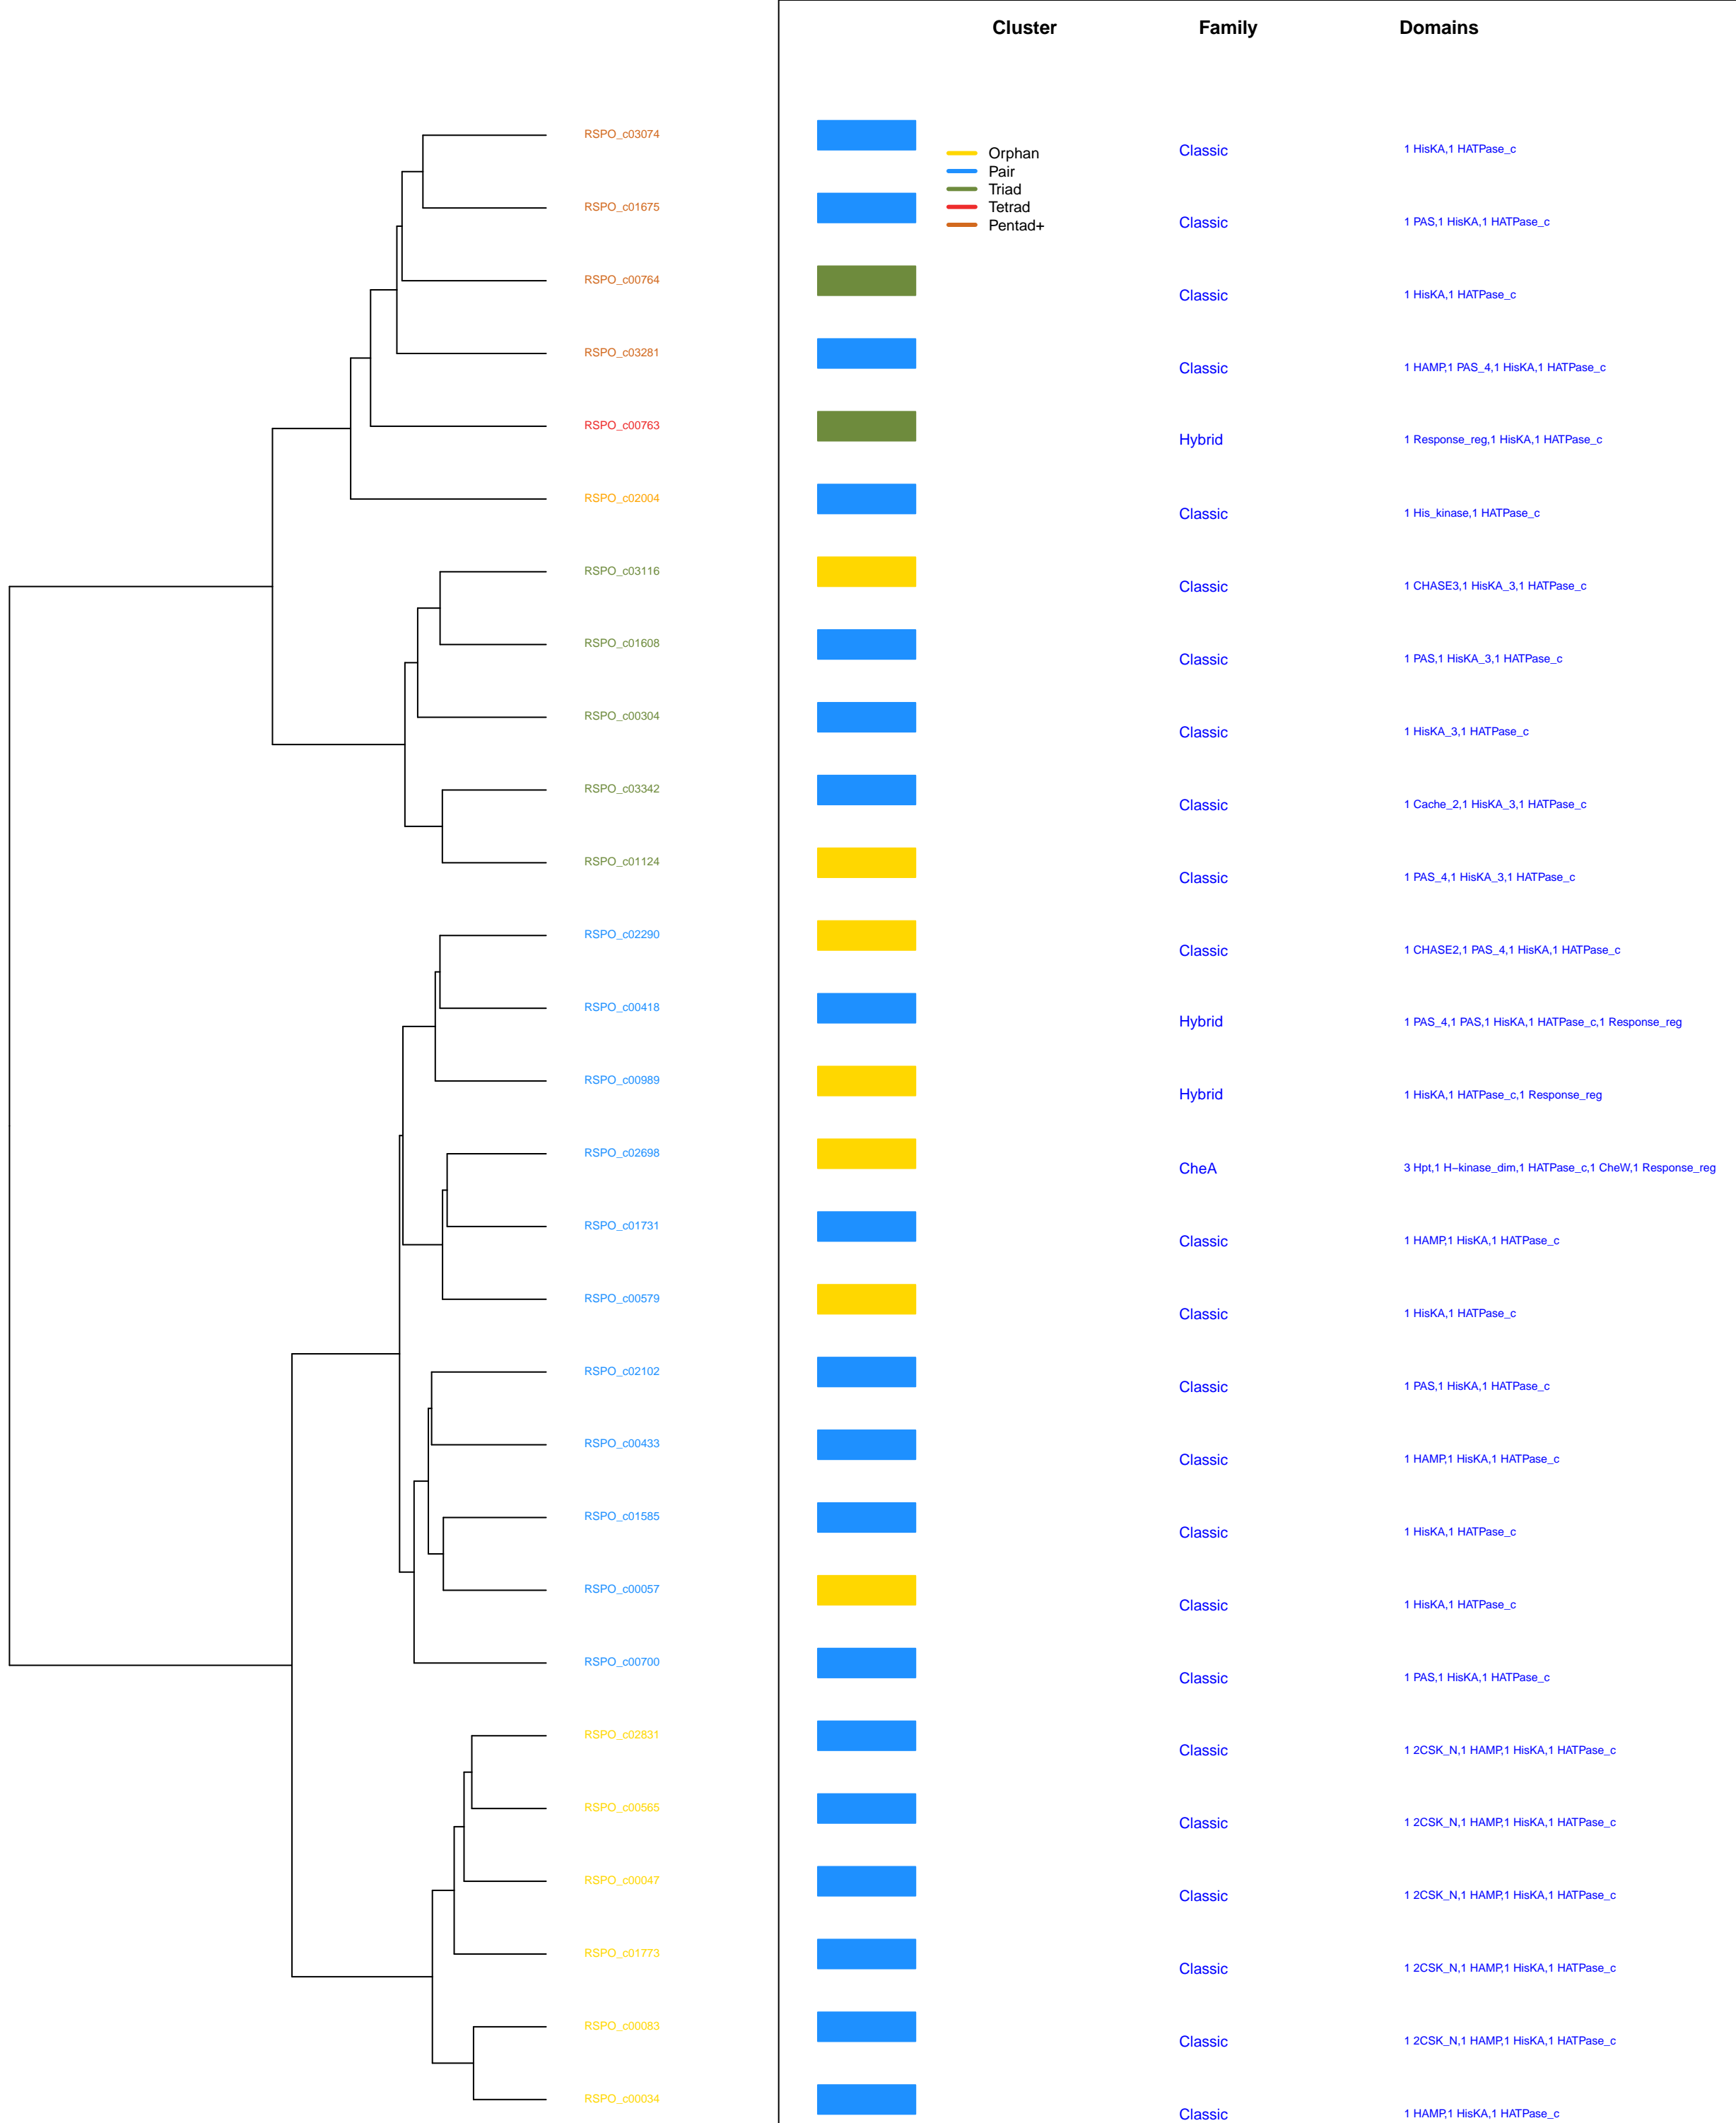 Cluster Family Domains
RSPO_c03074 Classic 1 HisKA,1 HATPase_c
Orphan
Pair
Triad
Tetrad
Pentad+
RSPO_c01675 Classic 1 PAS,1 HisKA,1 HATPase_c
RSPO_c00764 Classic 1 HisKA,1 HATPase_c
RSPO_c03281 Classic 1 HAMP,1 PAS_4,1 HisKA,1 HATPase_c
RSPO_c00763 Hybrid 1 Response_reg,1 HisKA,1 HATPase_c
RSPO_c02004 Classic 1 His_kinase,1 HATPase_c
RSPO_c03116 Classic 1 CHASE3,1 HisKA_3,1 HATPase_c
RSPO_c01608 Classic 1 PAS,1 HisKA_3,1 HATPase_c
RSPO_c00304 Classic 1 HisKA_3,1 HATPase_c
RSPO_c03342 Classic 1 Cache_2,1 HisKA_3,1 HATPase_c
RSPO_c01124 Classic 1 PAS_4,1 HisKA_3,1 HATPase_c
RSPO_c02290 Classic 1 CHASE2,1 PAS_4,1 HisKA,1 HATPase_c
RSPO_c00418 Hybrid 1 PAS_4,1 PAS,1 HisKA,1 HATPase_c,1 Response_reg
RSPO_c00989 Hybrid 1 HisKA,1 HATPase_c,1 Response_reg
RSPO_c02698 CheA 3 Hpt,1 H−kinase_dim,1 HATPase_c,1 CheW,1 Response_reg
RSPO_c01731 Classic 1 HAMP,1 HisKA,1 HATPase_c
RSPO_c00579 Classic 1 HisKA,1 HATPase_c
RSPO_c02102 Classic 1 PAS,1 HisKA,1 HATPase_c
RSPO_c00433 Classic 1 HAMP,1 HisKA,1 HATPase_c
RSPO_c01585 Classic 1 HisKA,1 HATPase_c
RSPO_c00057 Classic 1 HisKA,1 HATPase_c
RSPO_c00700 Classic 1 PAS,1 HisKA,1 HATPase_c
RSPO_c02831 Classic 1 2CSK_N,1 HAMP,1 HisKA,1 HATPase_c
RSPO_c00565 Classic 1 2CSK_N,1 HAMP,1 HisKA,1 HATPase_c
RSPO_c00047 Classic 1 2CSK_N,1 HAMP,1 HisKA,1 HATPase_c
RSPO_c01773 Classic 1 2CSK_N,1 HAMP,1 HisKA,1 HATPase_c
RSPO_c00083 Classic 1 2CSK_N,1 HAMP,1 HisKA,1 HATPase_c
RSPO_c00034 Classic 1 HAMP,1 HisKA,1 HATPase_c